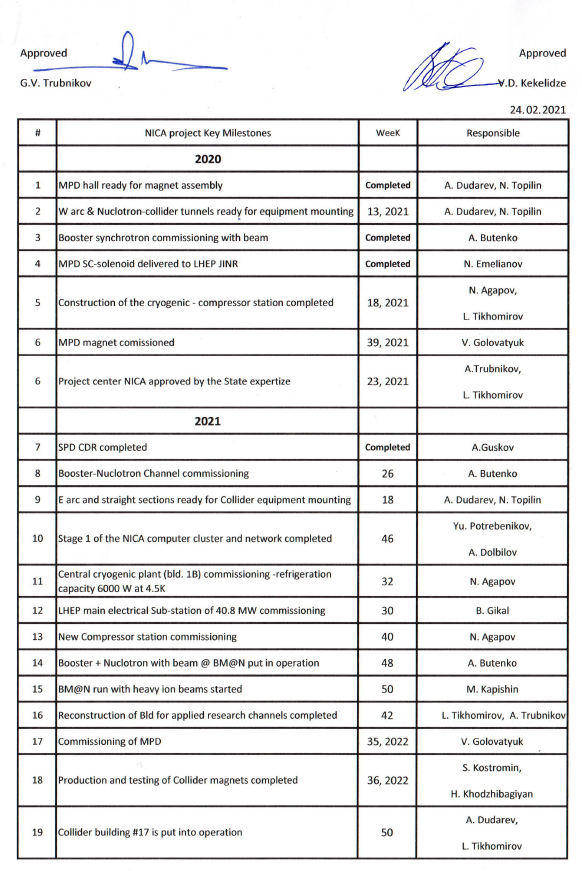 Approved Approved
G.V. Trubnikov V.D. Kekelidze
24.02.2021
# NICA project Key Milestones WeeK Responsible
2020
1 MPD hall ready for magnet assembly Completed A. Dudarev, N. Topilin
2 W arc & Nuclotron-collider tunnels ready for equipment mounting 13, 2021 A. Dudarev, N. Topilin
3 Booster synchrotron commissioning with beam Completed A. Butenko
4 MPD SC-solenoid delivered to LHEP JINR Completed N. Emelianov
5 Construction of the cryogenic - compressor station completed 18, 2021 N. Agapov,
L. Tikhomirov
6 MPD magnet comissioned 39, 2021 V. Golovatyuk
6 Project center NICA approved by the State expertize 23, 2021 A.Trubnikov,
L. Tikhomirov
2021
7 SPD CDR completed Completed A.Guskov
8 Booster-Nuclotron Channel commissioning 26 A. Butenko
9 E arc and straight sections ready for Collider equipment mounting 18 A. Dudarev, N. Topilin
10 Stage 1 of the NICA computer cluster and network completed 46 Yu. Potrebenikov,
A. Dolbilov
11 Central cryogenic plant (bld. 1B) commissioning -refrigeration
capacity 6000 W at 4.5K 32 N. Agapov
12 LHEP main electrical Sub-station of 40.8 MW commissioning 30 B. Gikal
13 New Compressor station commissioning 40 N. Agapov
14 Booster + Nuclotron with beam @ BM@N put in operation 48 A. Butenko
15 BM@N run with heavy ion beams started 50 M. Kapishin
16 Reconstruction of Bld for applied research channels completed 42 L. Tikhomirov, A. Trubnikov
17 Commissioning of MPD 35, 2022 V. Golovatyuk
18 Production and testing of Collider magnets completed 36, 2022 S. Kostromin,
H. Khodzhibagiyan
19 Collider building #17 is put into operation 50 A. Dudarev,
L. Tikhomirov